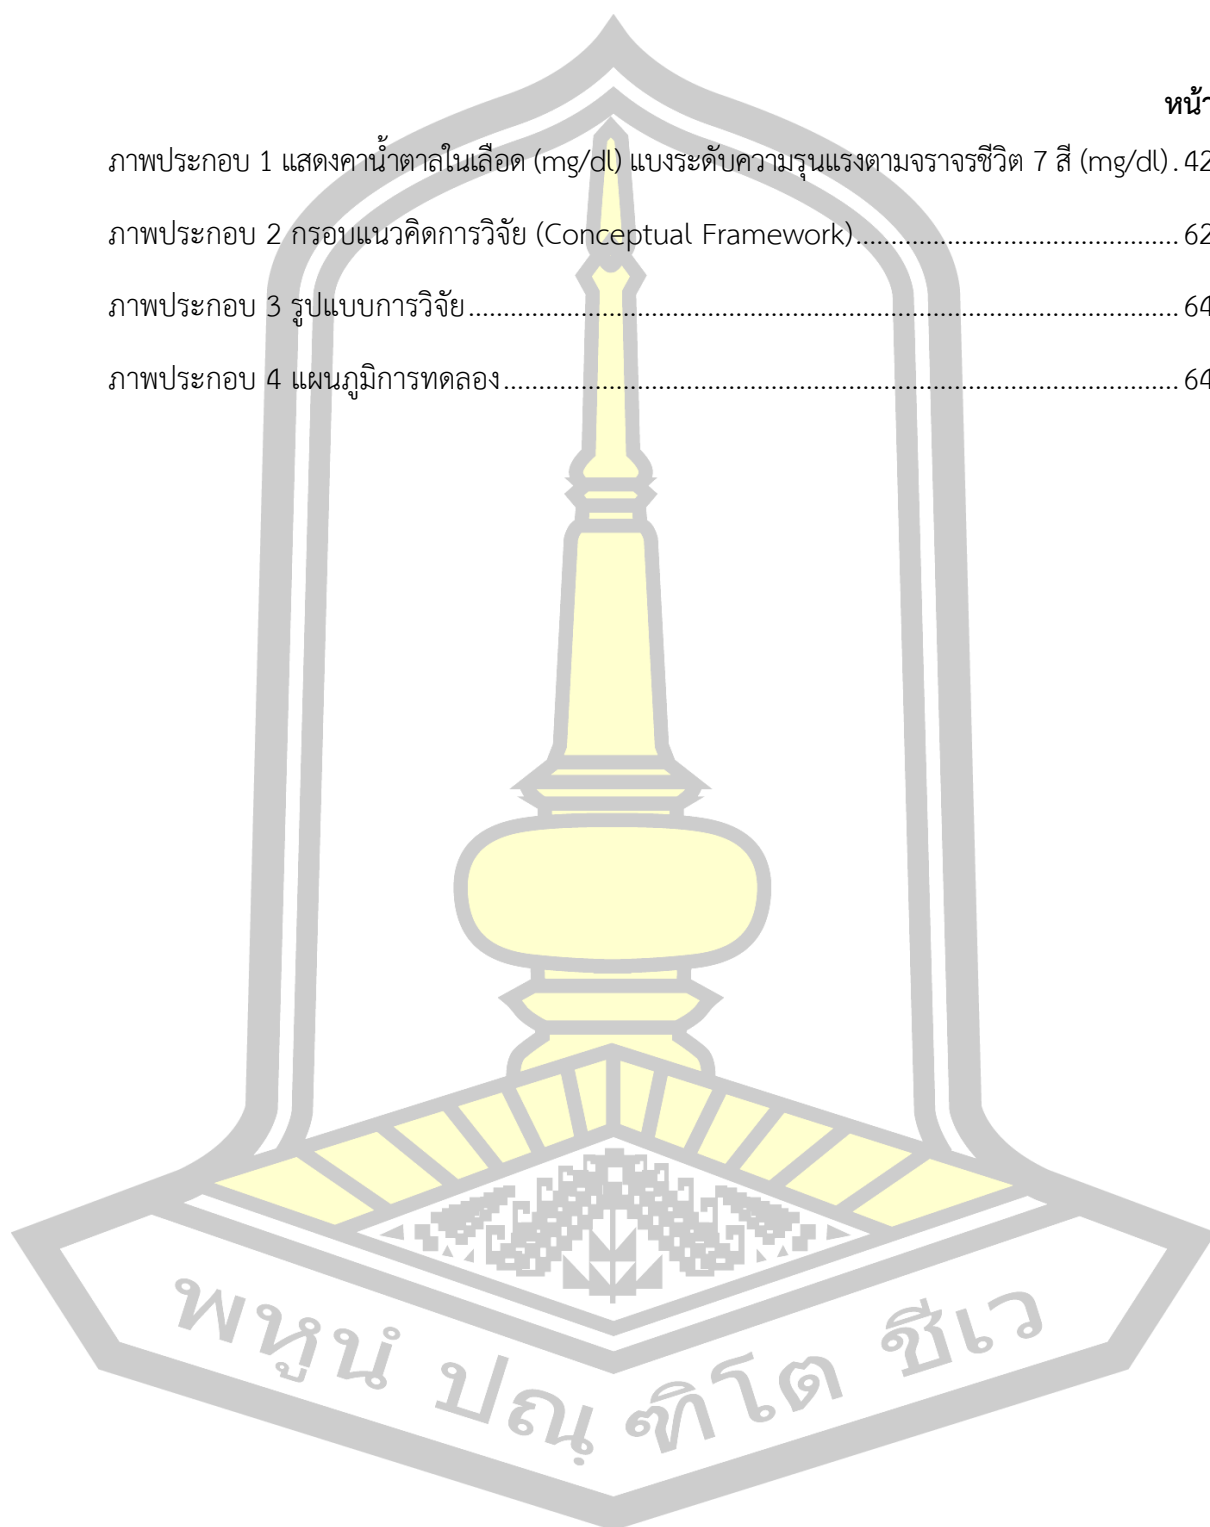 หน้า
ภาพประกอบ 1 แสดงคาน้ำตาลในเลือด (mg/dl) แบงระดับความรุนแรงตามจราจรชีวิต 7 สี (mg/dl) . 42
ภาพประกอบ 2 กรอบแนวคิดการวิจัย (Conceptual Framework)................................................ 62
ภาพประกอบ 3 รูปแบบการวิจัย........................................................................................................ 64
ภาพประกอบ 4 แผนภูมิการทดลอง................................................................................................... 64
พหูนํ ปณฺฑิโต ชีเว